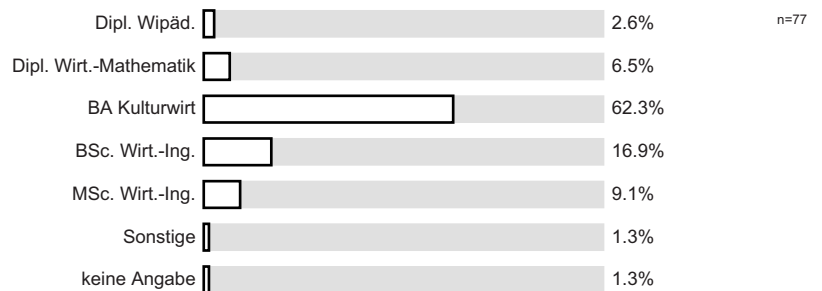 Dipl. Wipäd. 2.6% n=77
Dipl. Wirt.-Mathematik 6.5%
BA Kulturwirt 62.3%
BSc. Wirt.-Ing. 16.9%
MSc. Wirt.-Ing. 9.1%
Sonstige 1.3%
keine Angabe 1.3%